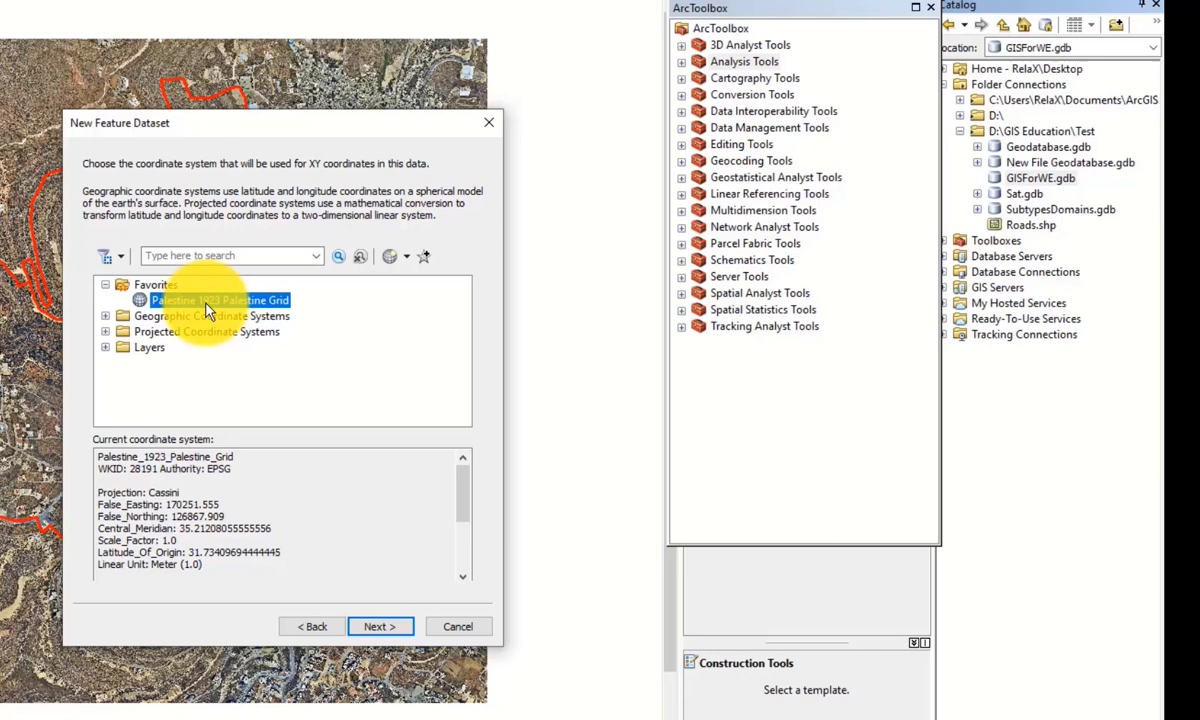 New Feature Dataset
Choose the coordinate system that will be used for XY coordinates in this data.
Geographic coordinate systems use latitude and longitude coordinates on a spherical model
of the earth's surface. Projected coordinate systems use a mathematical conversion to
transform latitude and longitude coordinates to a two-dimensional linear system.
Type here to search
Favorites
Palestine 1923 Palestine Grid
Geographic Coordinate Systems
Projected Coordinate Systems
Layers
Current coordinate system:
Palestine_1923_Palestine_Grid
WKID: 28191 Authority: EPSG
Projection: Cassini
False_Easting: 170251.555
False_Northing: 126867.909
Central_Meridian: 35.21208055555556
Scale_Factor: 1.0
Latitude_Of_Origin: 31.73409694444445
Linear Unit: Meter (1.0)
< Back
Next >
Cancel
ArcToolbox
ArcToolbox
3D Analyst Tools
Analysis Tools
Cartography Tools
Conversion Tools
Data Interoperability Tools
Data Management Tools
Editing Tools
Geocoding Tools
Geostatistical Analyst Tools
Linear Referencing Tools
Multidimension Tools
Network Analyst Tools
Parcel Fabric Tools
Schematics Tools
Server Tools
Spatial Analyst Tools
Spatial Statistics Tools
Tracking Analyst Tools
Construction Tools
Select a template.
Catalog
ocation: GISForWE.gdb
Home - RelaX\Desktop
Folder Connections
C:\Users\RelaX\Documents\ArcGIS
D:\
D:\GIS Education\Test
Geodatabase.gdb
New File Geodatabase.gdb
GISForWE.gdb
Sat.gdb
SubtypesDomains.gdb
Roads.shp
Toolboxes
Database Servers
Database Connections
GIS Servers
My Hosted Services
Ready-To-Use Services
Tracking Connections